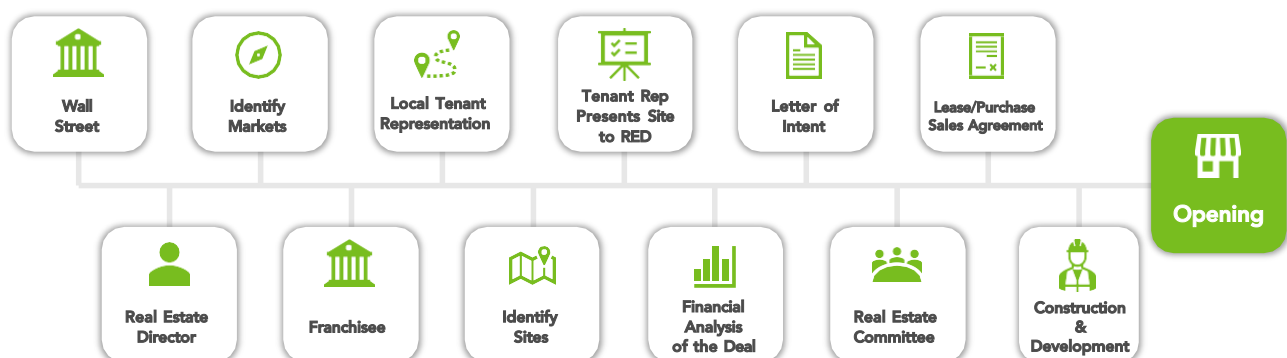 Wall
Street
Identify
Markets
Local Tenant
Representation
Tenant Rep
Presents Site
to RED
Letter of
Intent
Lease/Purchase
Sales Agreement
Opening
Real Estate
Director
Franchisee
Identify
Sites
Financial
Analysis
of the Deal
Real Estate
Committee
Construction
&
Development